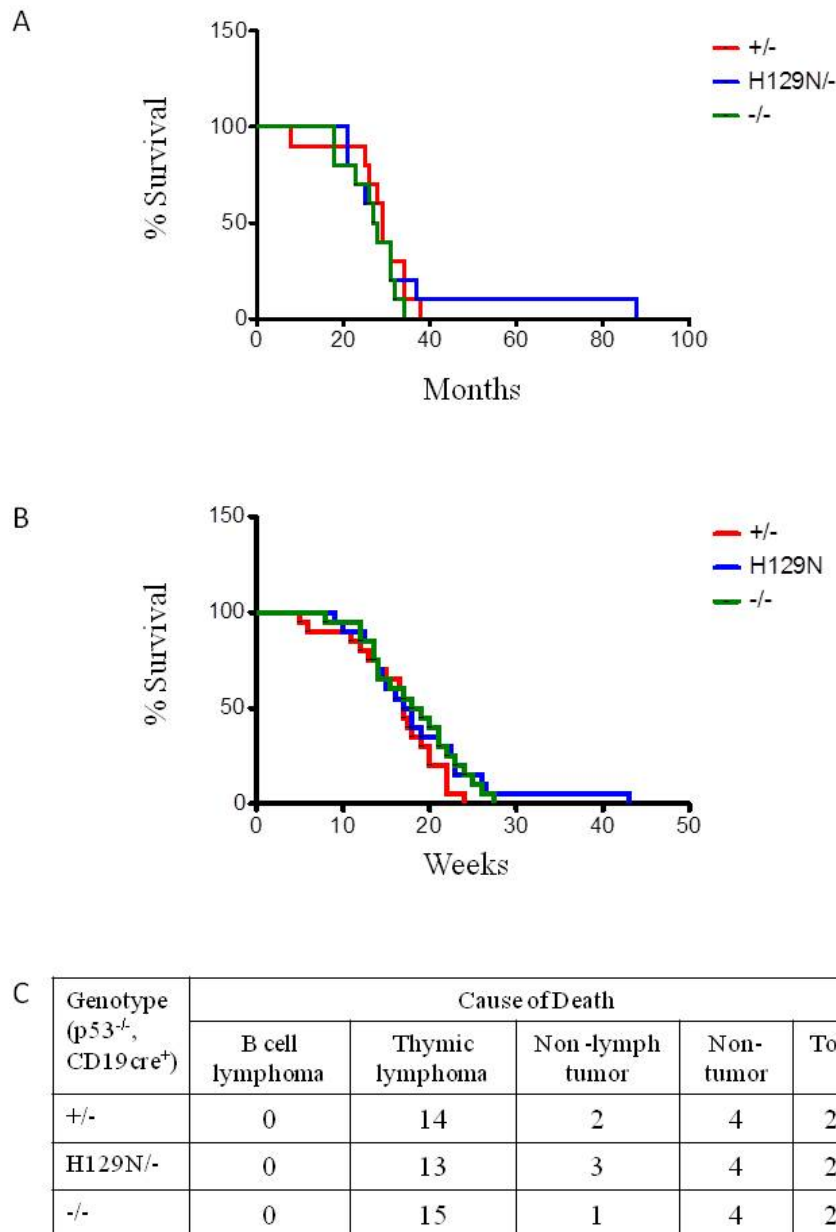 A
150
100
50
0
% Survival
0 20 40 60 80 100
Months
+/-
H129N/-
-/-
B
150
100
50
0
% Survival
0 10 20 30 40 50
Weeks
+/-
H129N
-/-
C
Genotype (p53-/-, CD19cre+)
Cause of Death
B cell lymphoma
Thymic lymphoma
Non -lymph tumor
Non- tumor
+/- 0 14 2 4
H129N/- 0 13 3 4
-/- 0 15 1 4